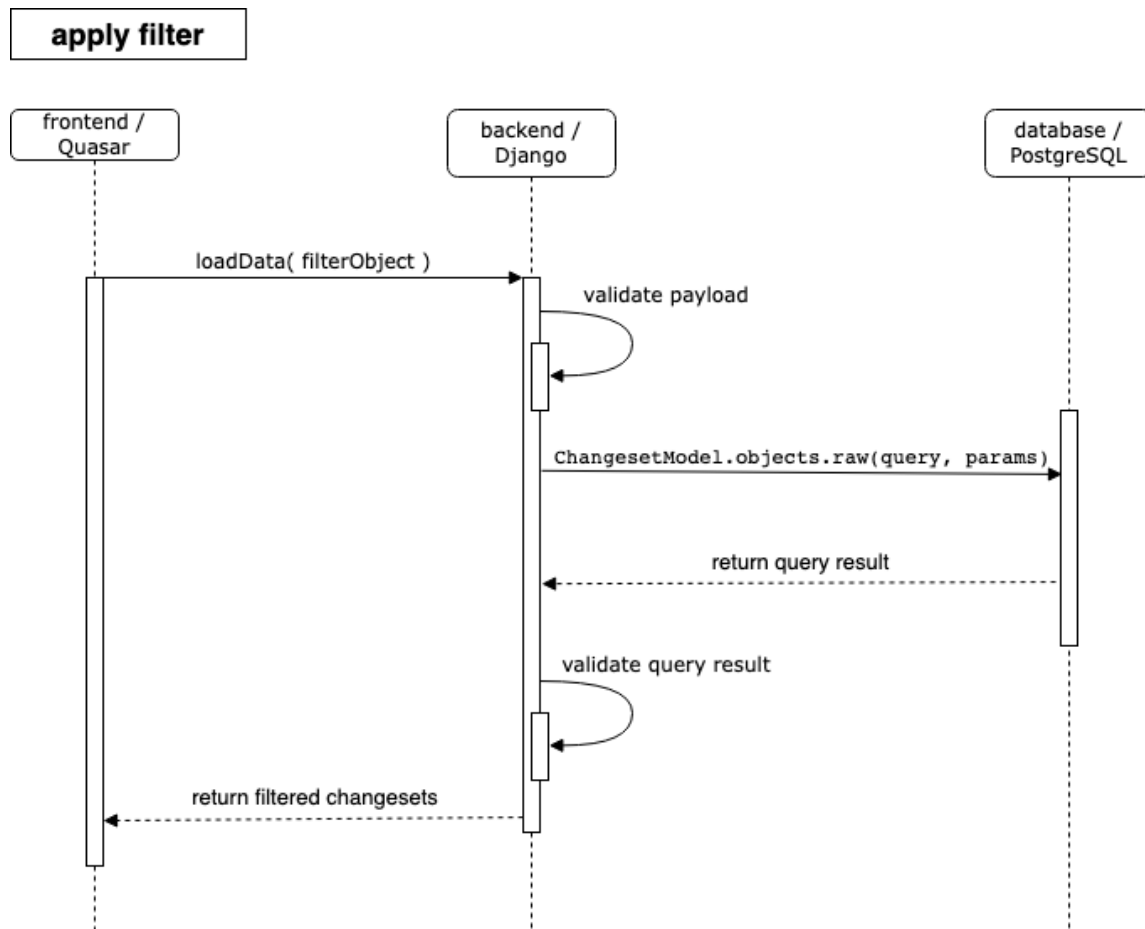 apply filter
frontend /
Quasar
backend /
Django
database /
PostgreSQL
loadData( filterObject )
validate payload
ChangesetModel.objects.raw(query, params)
return query result
validate query result
return filtered changesets